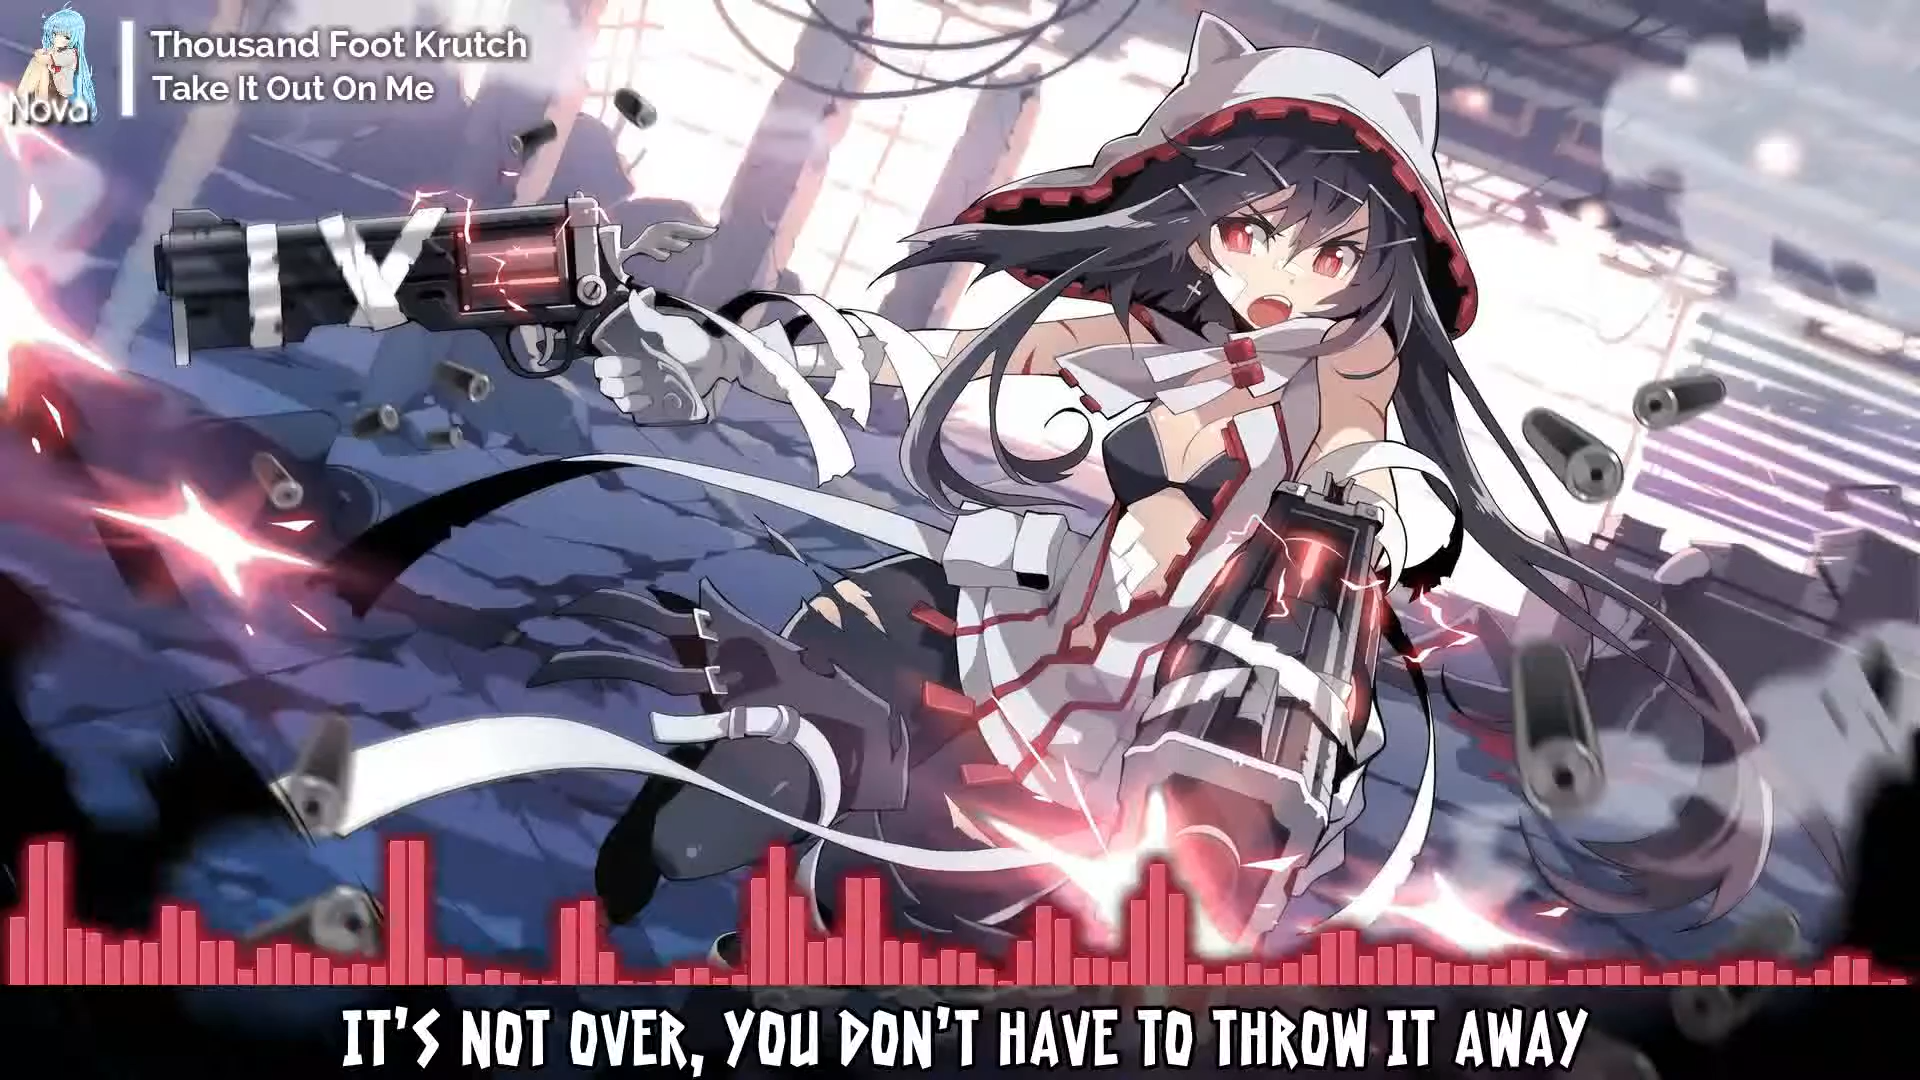 Thousand Foot Krutch
Take It Out On Me
Nova
IV
IT'S NOT OVER, YOU DON'T HAVE TO THROW IT AWAY